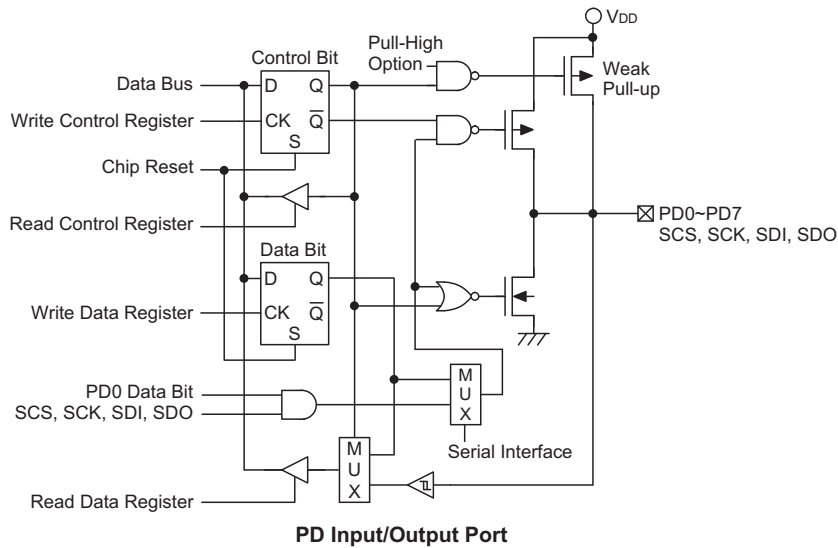 VDD
Pull-High
Option
Control Bit
Weak
Pull-up
Data Bus
D
Q
Write Control Register
CK
Q
S
Chip Reset
Read Control Register
PD0~PD7
SCS, SCK, SDI, SDO
Data Bit
D
Q
Write Data Register
CK
Q
S
PD0 Data Bit
SCS, SCK, SDI, SDO
M
U
X
Serial Interface
M
U
X
Read Data Register
PD Input/Output Port